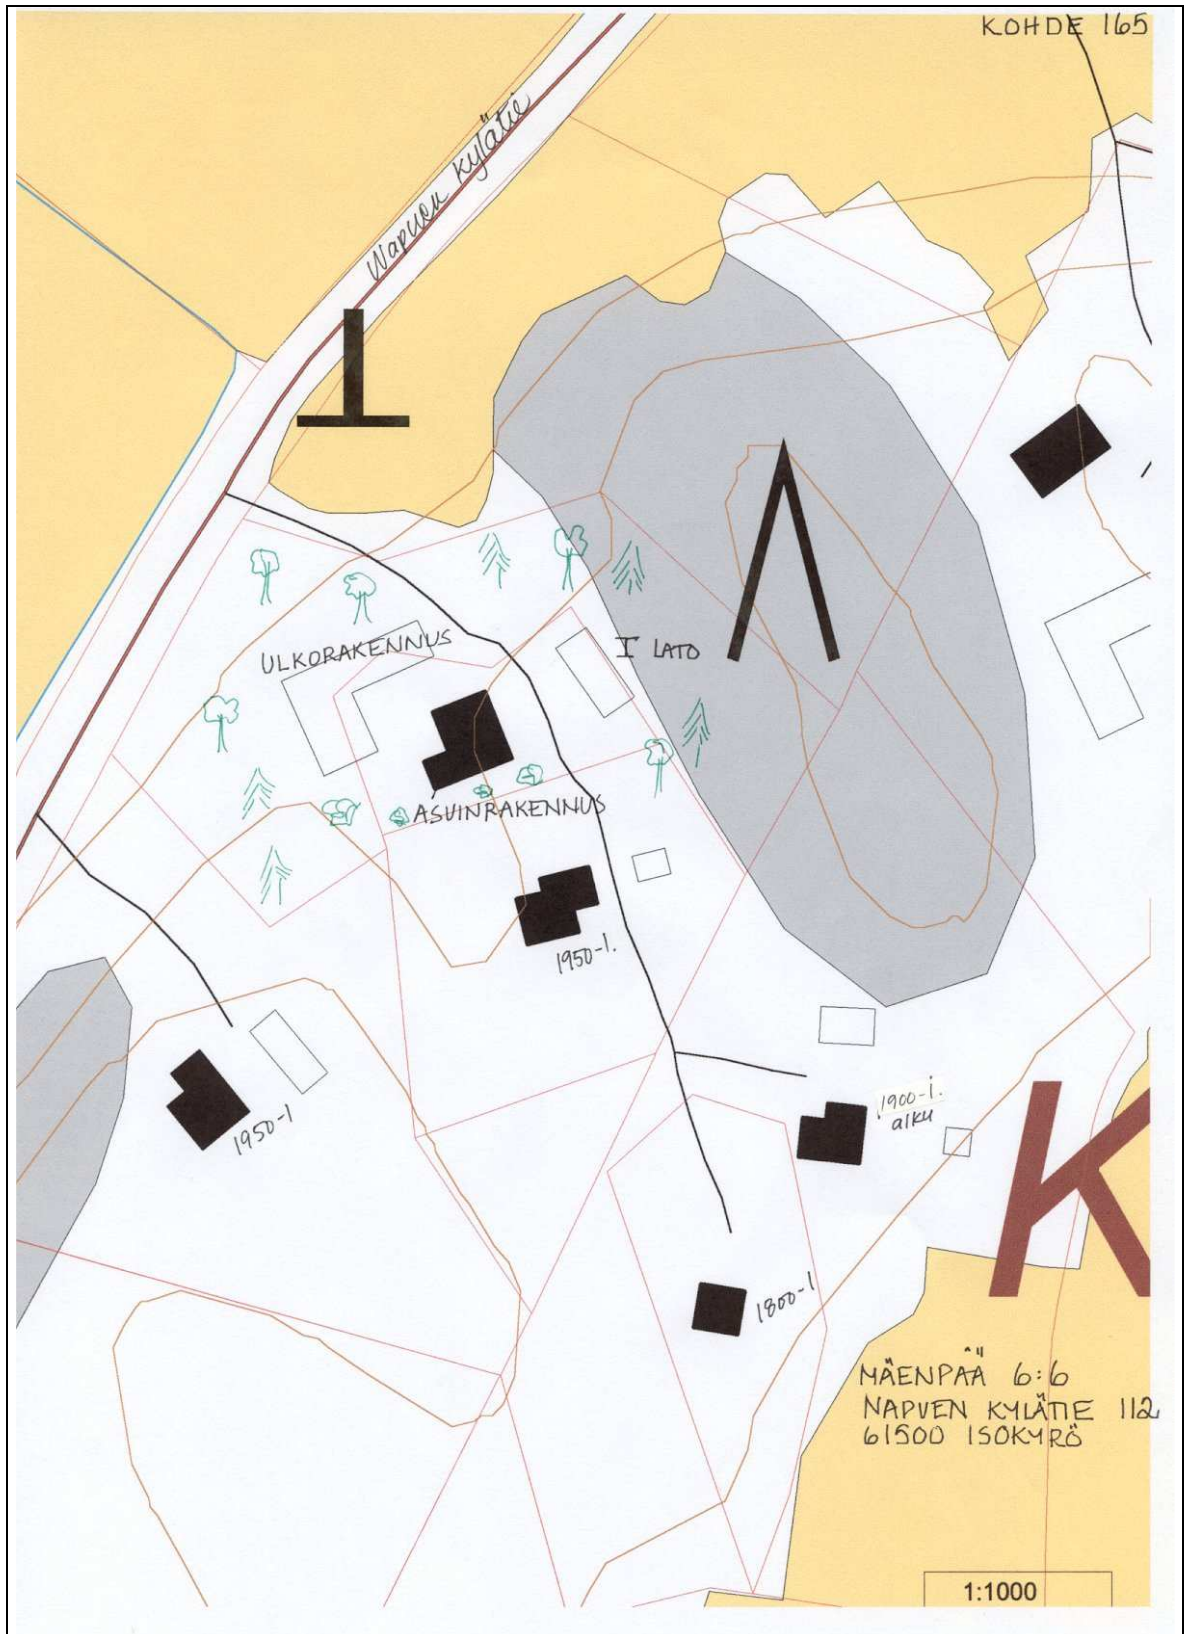 KOHDE 165
Napuen kylätie
T
Λ
ULKORAKENNUS
I LATO
ASUINRAKENNUS
1950-l.
1950-l
1900-l.
alku
1800-l
K
MÄENPÄÄ 6:6
NAPUEN KYLÄTIE 112
61500 ISOKYRÖ
1:1000